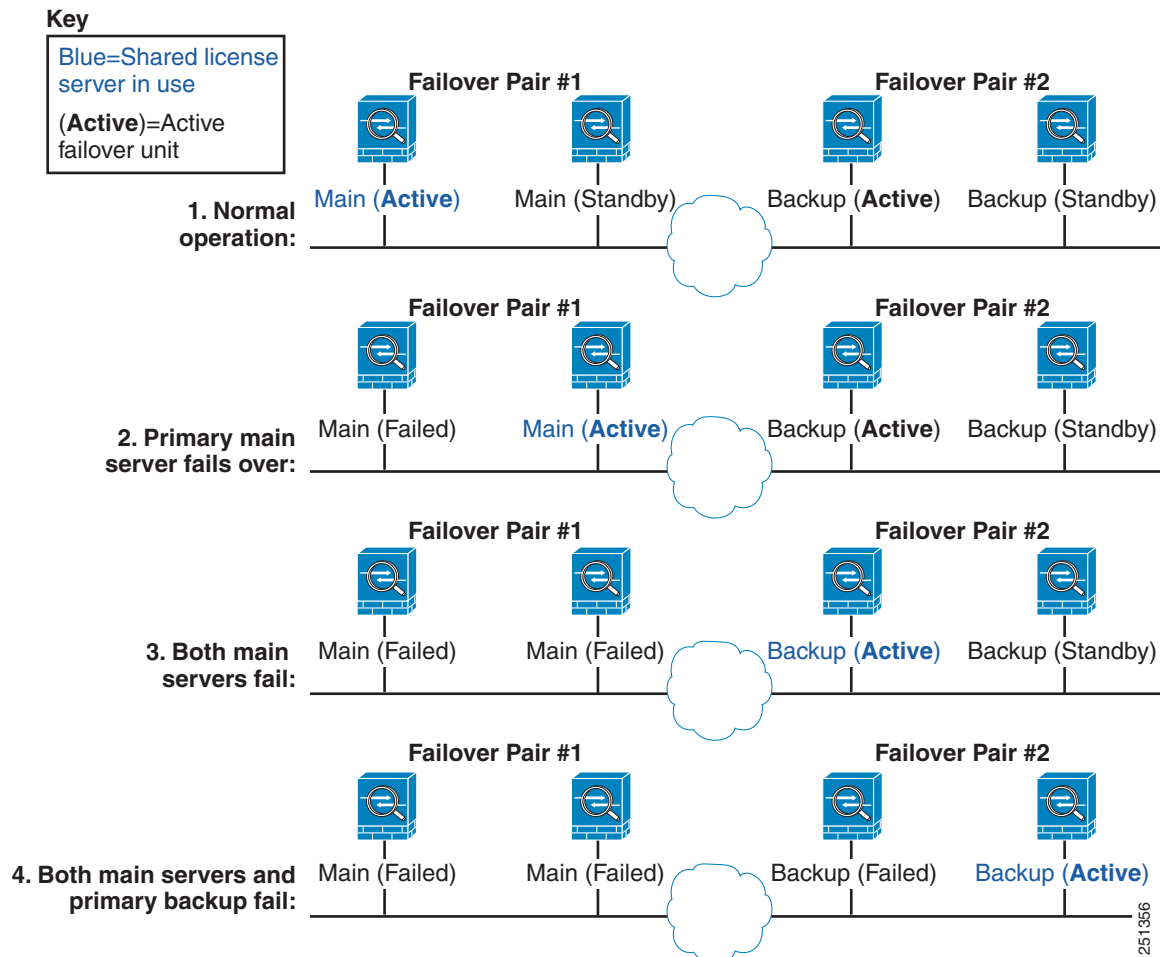 Key
Blue=Shared license
server in use
(Active)=Active
failover unit
Failover Pair #1
Failover Pair #2
1. Normal
operation:
Main (Active)
Main (Standby)
Backup (Active)
Backup (Standby)
Failover Pair #1
Failover Pair #2
2. Primary main
server fails over:
Main (Failed)
Main (Active)
Backup (Active)
Backup (Standby)
Failover Pair #1
Failover Pair #2
3. Both main
servers fail:
Main (Failed)
Main (Failed)
Backup (Active)
Backup (Standby)
Failover Pair #1
Failover Pair #2
4. Both main servers and
primary backup fail:
Main (Failed)
Main (Failed)
Backup (Failed)
Backup (Active)
251356